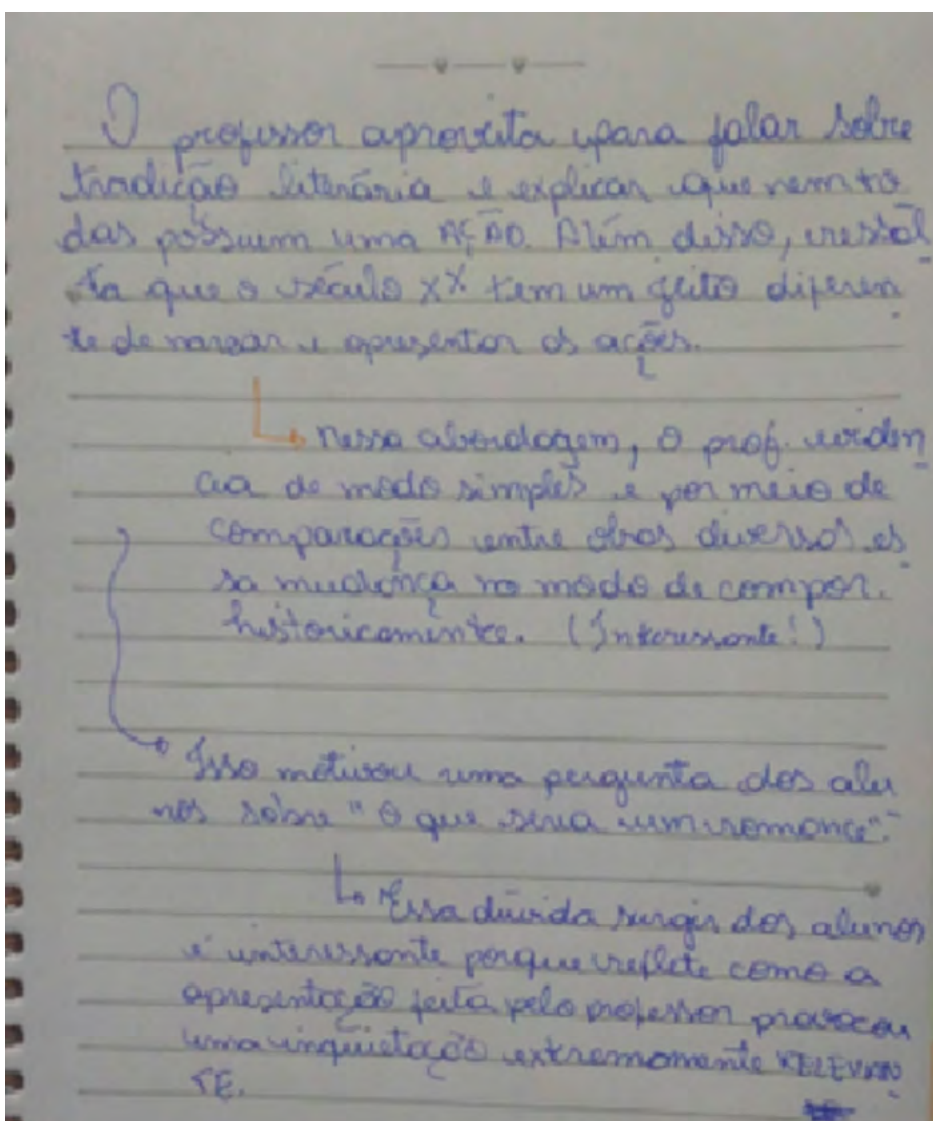 O professor aproveita para falar sobre
tradição literária e explicar que nem to
das possuem uma AÇÃO. Além disso, ressal
ta que o século XX tem um jeito diferen
te de narrar e apresentar as ações.
Nessa abordagem, o prof. eviden
cia de modo simples e por meio de
comparações entre obras diversas es
sa mudança no modo de compor
historicamente. (Interessante!)
Isso motivou uma pergunta dos alu
nos sobre "O que seria um romance".
Essa dúvida surgir dos alunos
é interessante porque reflete como a
apresentação feita pelo professor provocou
uma inquietação extremamente RELEVAN
TE.